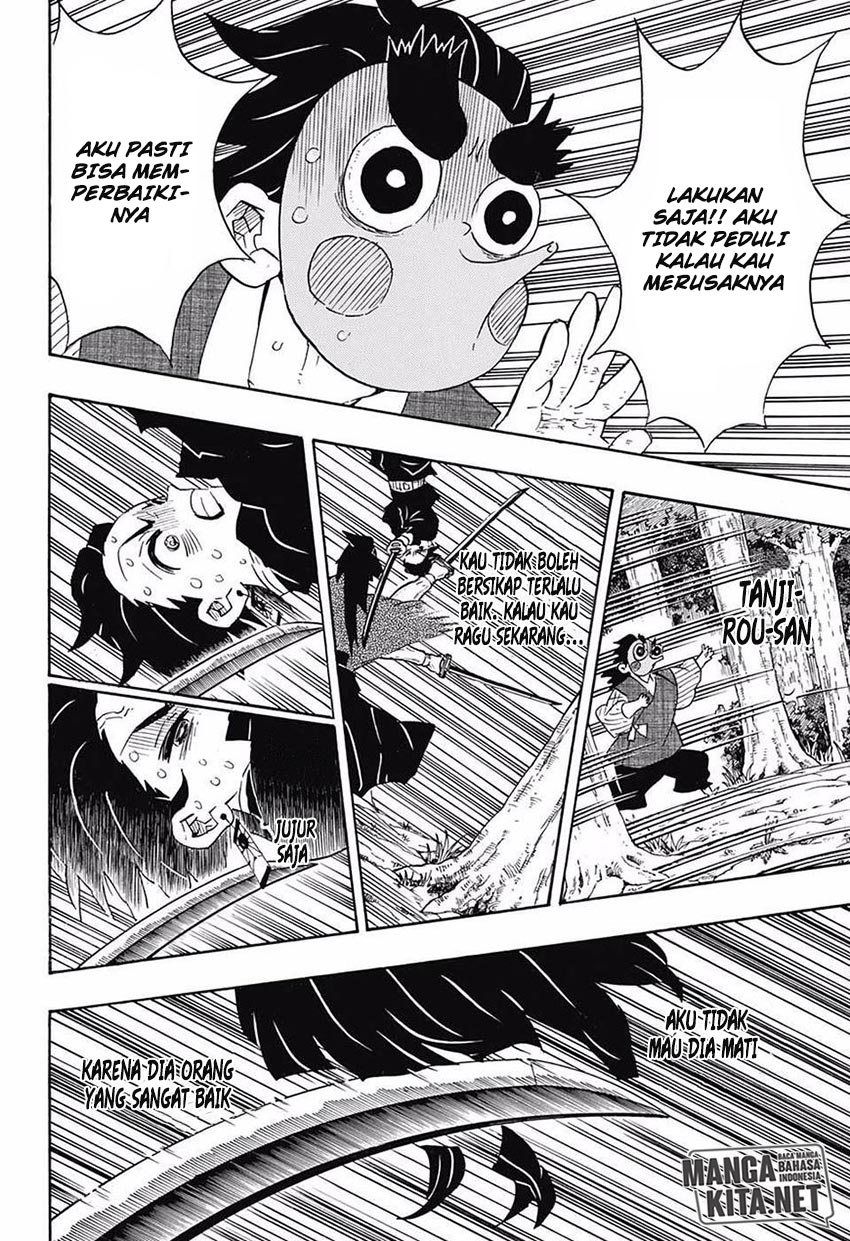 LAKUKAN
SAJA!! AKU
TIDAK PEDULI
KALAU KAU
MERUSAKNYA
AKU PASTI
BISA MEM-
PERBAIKI-
NYA
TANJI-
ROU-SAN
KAU TIDAK BOLEH
BERSIKAP TERLALU
BAIK. KALAU KAU
RAGU SEKARANG...
JUJUR
SAJA
AKU TIDAK
MAU DIA MATI
KARENA DIA ORANG
YANG SANGAT BAIK
MANGA
KITA.NET
BACA MANGA
BAHASA
INDONESIA